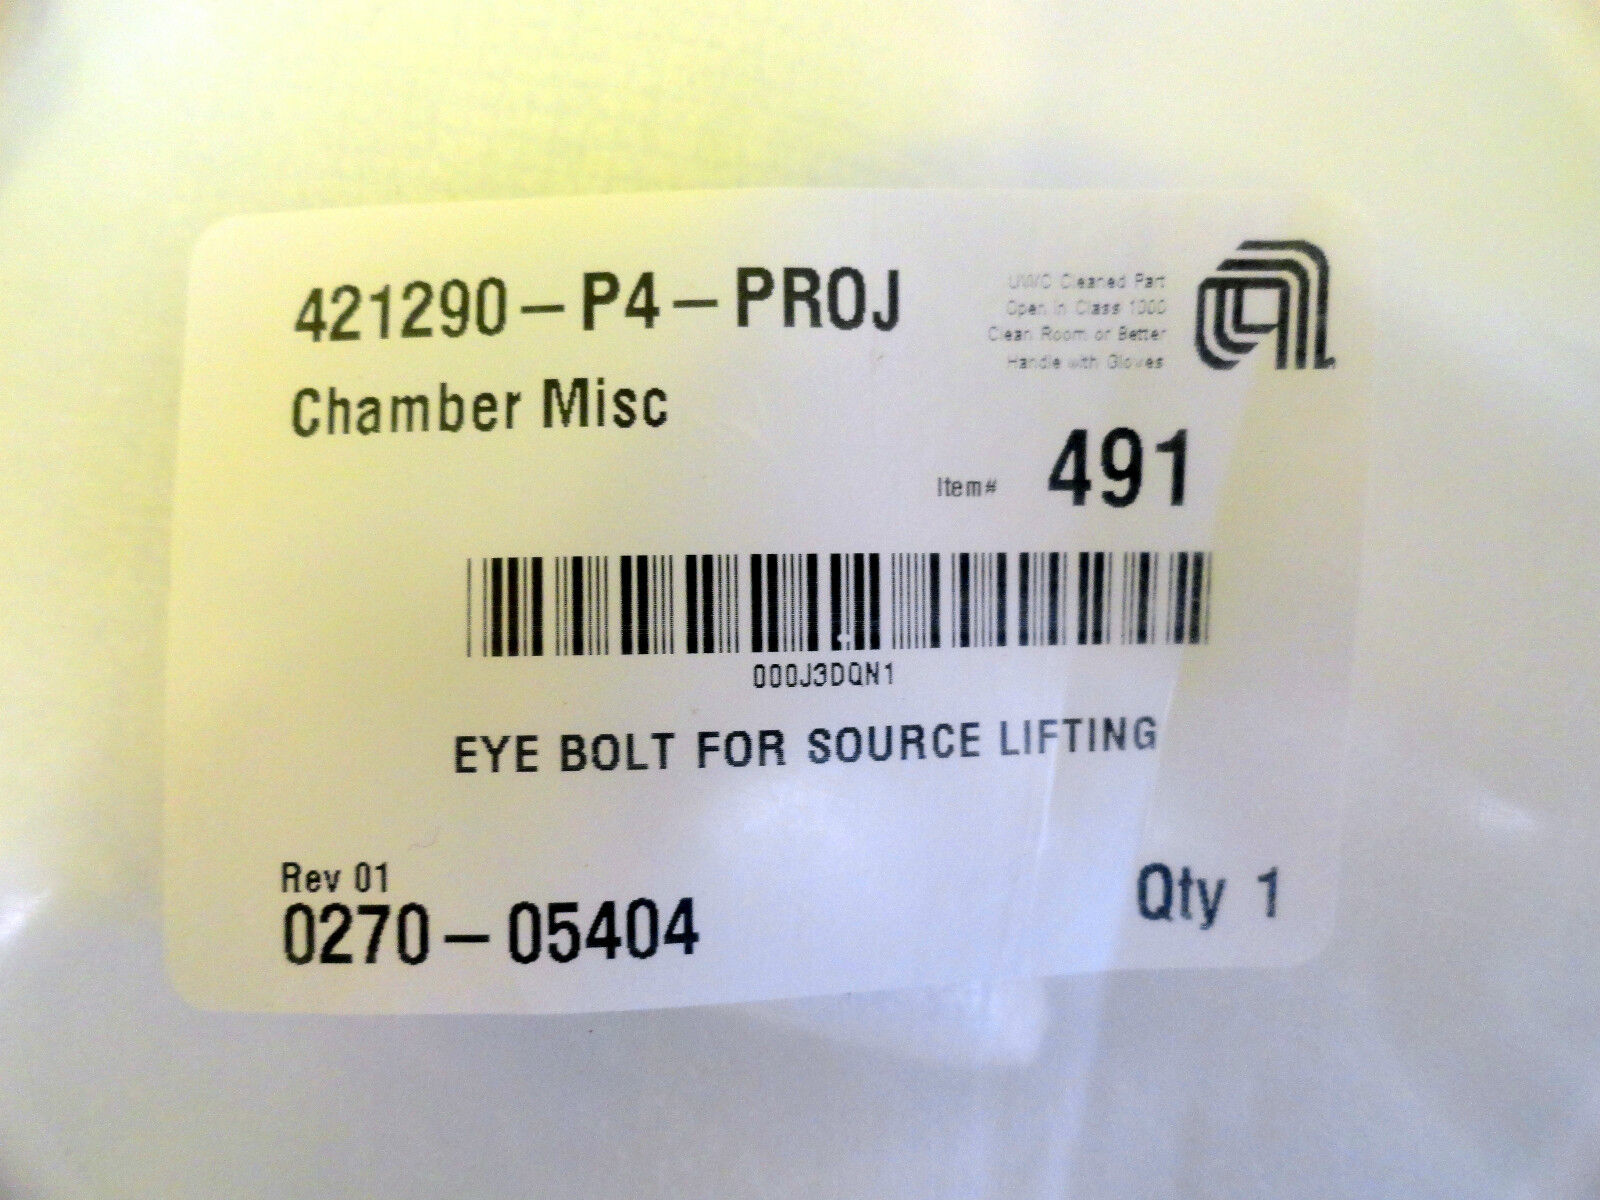 421290-P4-PROJ
UWC Cleaned Part
Open in Class 1000
Clean Room or Better
Handle with Gloves
Chamber Misc
Item# 491
000J3DQN1
EYE BOLT FOR SOURCE LIFTING
Rev 01
0270-05404
Qty 1